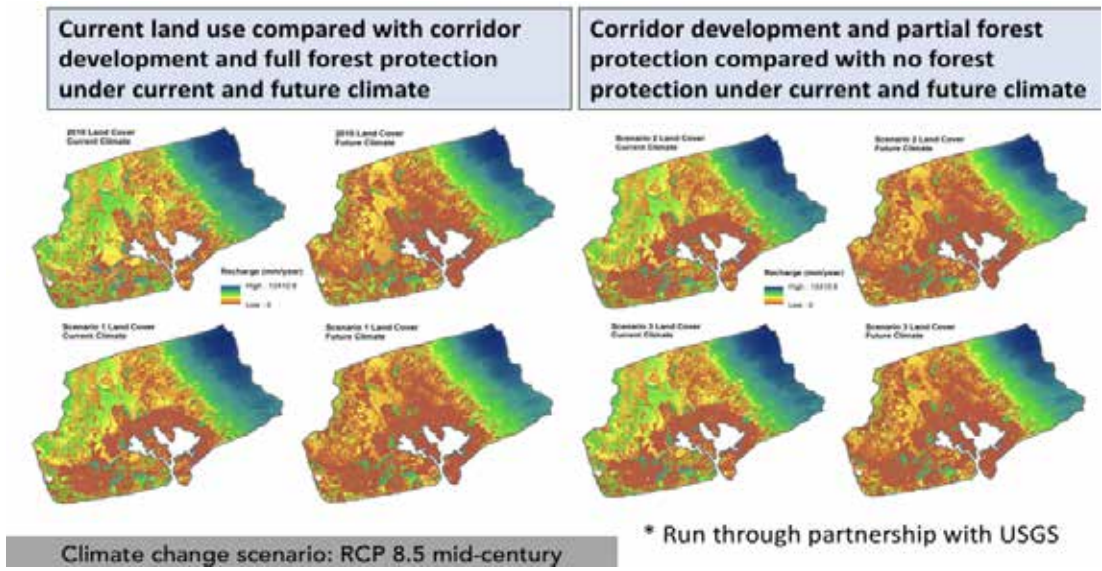 Current land use compared with corridor
development and full forest protection
under current and future climate
Corridor development and partial forest
protection compared with no forest
protection under current and future climate
Land Cover
Current Climate
Land Cover
Future Climate
Scenario 2 Land Cover
Current Climate
Scenario 2 Land Cover
Future Climate
Recharge (mm/year)
High :
Low : 0
Recharge (mm/year)
High :
Low : 0
Scenario 1 Land Cover
Current Climate
Scenario 1 Land Cover
Future Climate
Scenario 3 Land Cover
Current Climate
Scenario 3 Land Cover
Future Climate
* Run through partnership with USGS
Climate change scenario: RCP 8.5 mid-century